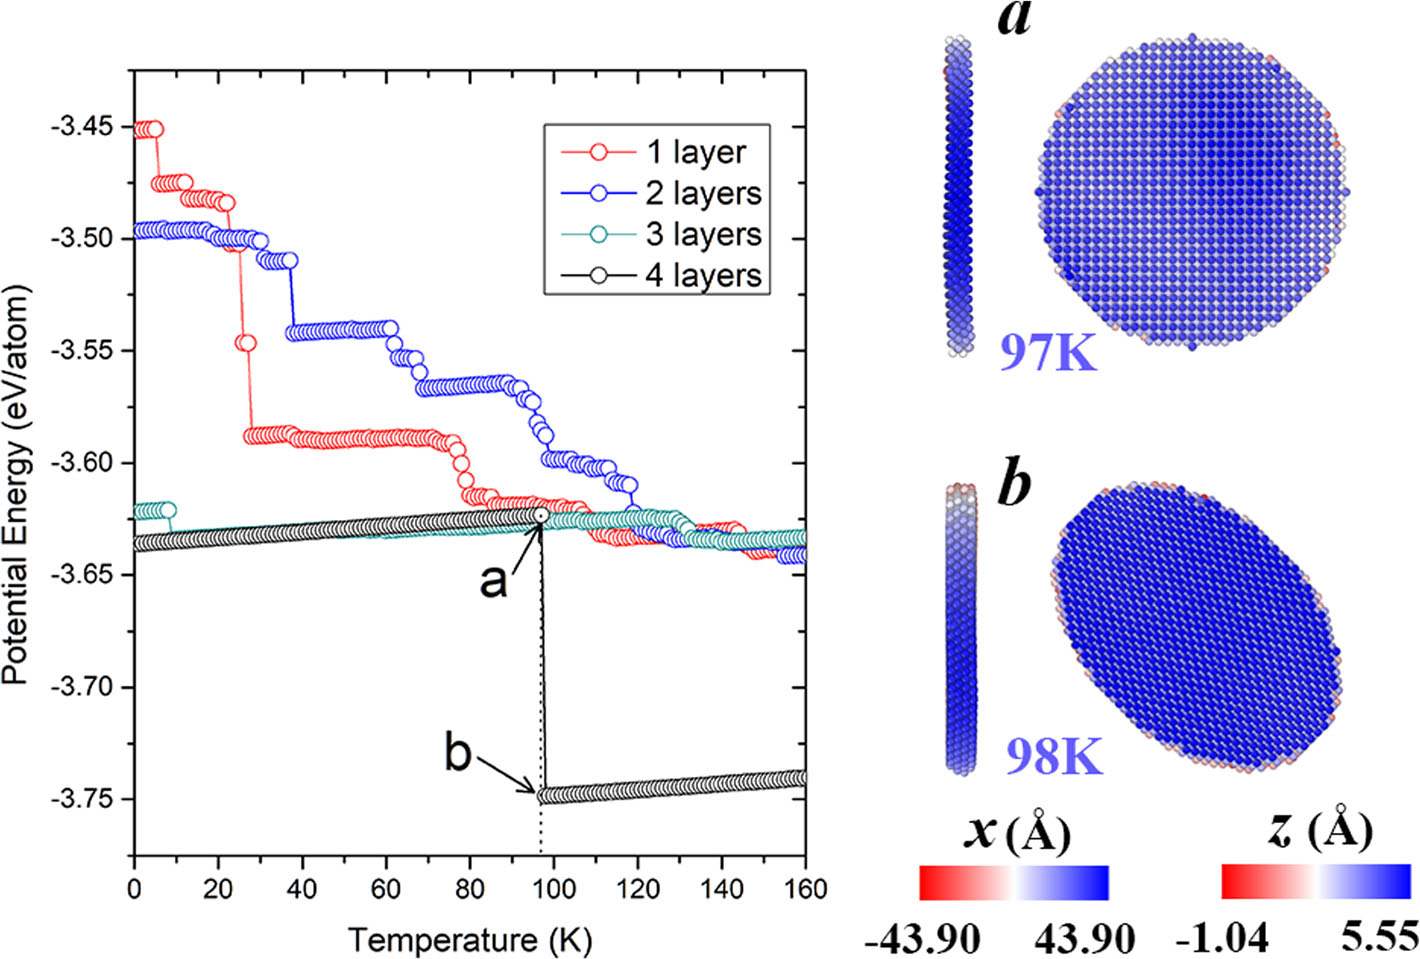 -3.45
-3.50
-3.55
-3.60
-3.65
-3.70
-3.75
Potential Energy (eV/atom)
1 layer
2 layers
3 layers
4 layers
a
b
0 20 40 60 80 100 120 140 160
Temperature (K)
a
97K
b
98K
x (Å) z (Å)
-43.90 43.90 -1.04 5.55